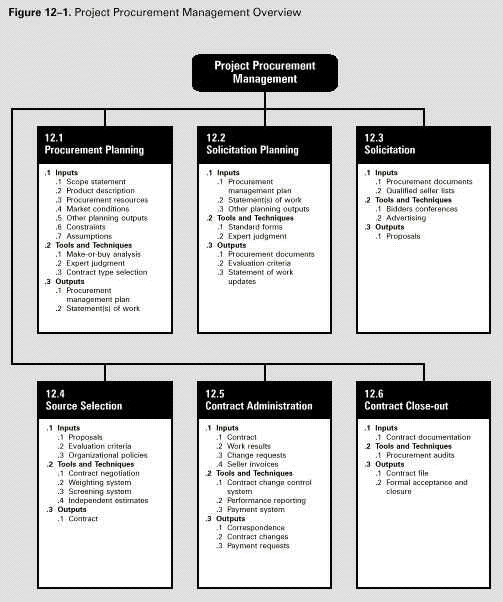 Figure 12–1. Project Procurement Management Overview
Project Procurement
Management
12.1
Procurement Planning
.1 Inputs
.1 Scope statement
.2 Product description
.3 Procurement resources
.4 Market conditions
.5 Other planning outputs
.6 Constraints
.7 Assumptions
.2 Tools and Techniques
.1 Make-or-buy analysis
.2 Expert judgment
.3 Contract type selection
.3 Outputs
.1 Procurement
management plan
.2 Statement(s) of work
12.2
Solicitation Planning
.1 Inputs
.1 Procurement
management plan
.2 Statement(s) of work
.3 Other planning outputs
.2 Tools and Techniques
.1 Standard forms
.2 Expert judgment
.3 Outputs
.1 Procurement documents
.2 Evaluation criteria
.3 Statement of work
updates
12.3
Solicitation
.1 Inputs
.1 Procurement documents
.2 Qualified seller lists
.2 Tools and Techniques
.1 Bidders conferences
.2 Advertising
.3 Outputs
.1 Proposals
12.4
Source Selection
.1 Inputs
.1 Proposals
.2 Evaluation criteria
.3 Organizational policies
.2 Tools and Techniques
.1 Contract negotiation
.2 Weighting system
.3 Screening system
.4 Independent estimates
.3 Outputs
.1 Contract
12.5
Contract Administration
.1 Inputs
.1 Contract
.2 Work results
.3 Change requests
.4 Seller invoices
.2 Tools and Techniques
.1 Contract change control
system
.2 Performance reporting
.3 Payment system
.3 Outputs
.1 Correspondence
.2 Contract changes
.3 Payment requests
12.6
Contract Close-out
.1 Inputs
.1 Contract documentation
.2 Tools and Techniques
.1 Procurement audits
.3 Outputs
.1 Contract file
.2 Formal acceptance and
closure